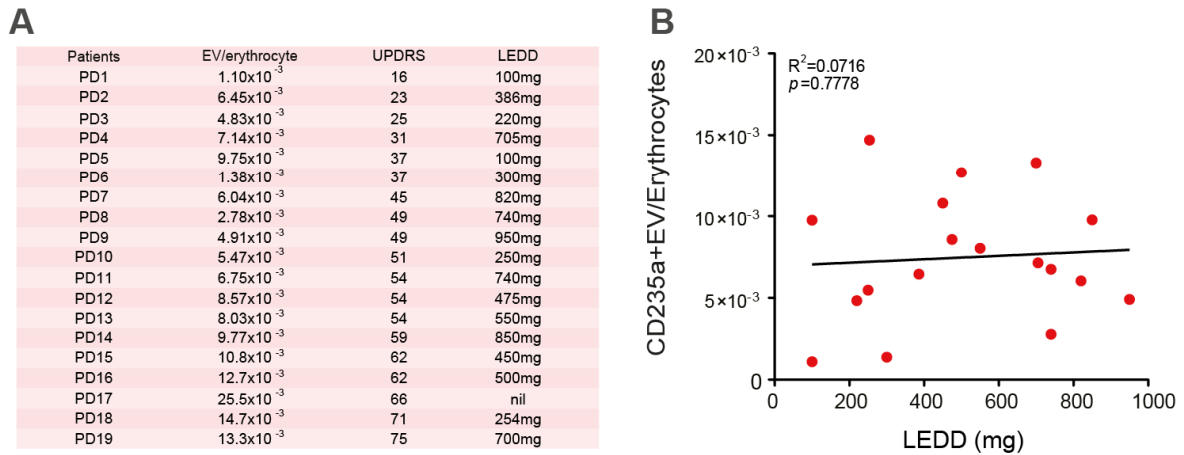 A
Patients EV/erythrocyte UPDRS LEDD
PD1 1.10x10⁻³ 16 100mg
PD2 6.45x10⁻³ 23 386mg
PD3 4.83x10⁻³ 25 220mg
PD4 7.14x10⁻³ 31 705mg
PD5 9.75x10⁻³ 37 100mg
PD6 1.38x10⁻³ 37 300mg
PD7 6.04x10⁻³ 45 820mg
PD8 2.78x10⁻³ 49 740mg
PD9 4.91x10⁻³ 49 950mg
PD10 5.47x10⁻³ 51 250mg
PD11 6.75x10⁻³ 54 740mg
PD12 8.57x10⁻³ 54 475mg
PD13 8.03x10⁻³ 54 550mg
PD14 9.77x10⁻³ 59 850mg
PD15 10.8x10⁻³ 62 450mg
PD16 12.7x10⁻³ 62 500mg
PD17 25.5x10⁻³ 66 nil
PD18 14.7x10⁻³ 71 254mg
PD19 13.3x10⁻³ 75 700mg
B
CD235a+EV/Erythrocytes
20×10⁻³
15×10⁻³
10×10⁻³
5×10⁻³
0
R²=0.0716
p=0.7778
0 200 400 600 800 1000
LEDD (mg)